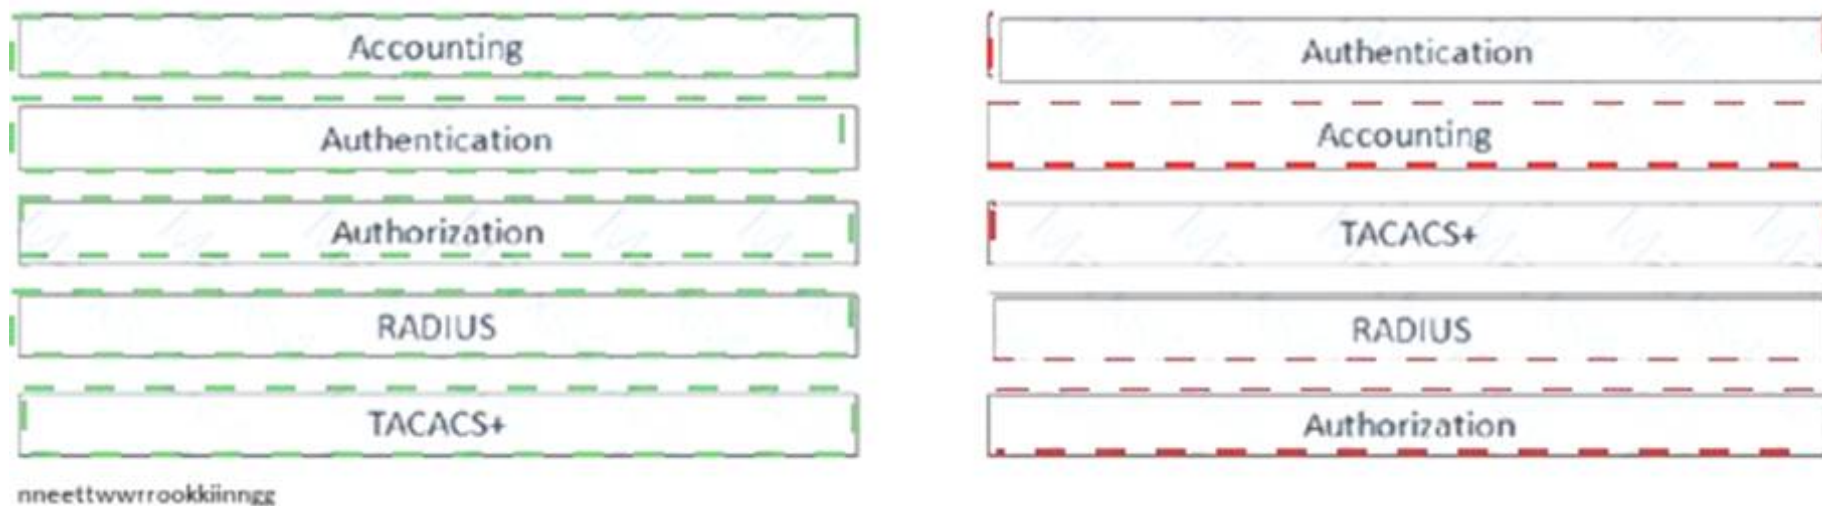 Accounting
Authentication
Authorization
RADIUS
TACACS+
nneettwwrrookkiinngg
Authentication
Accounting
TACACS+
RADIUS
Authorization